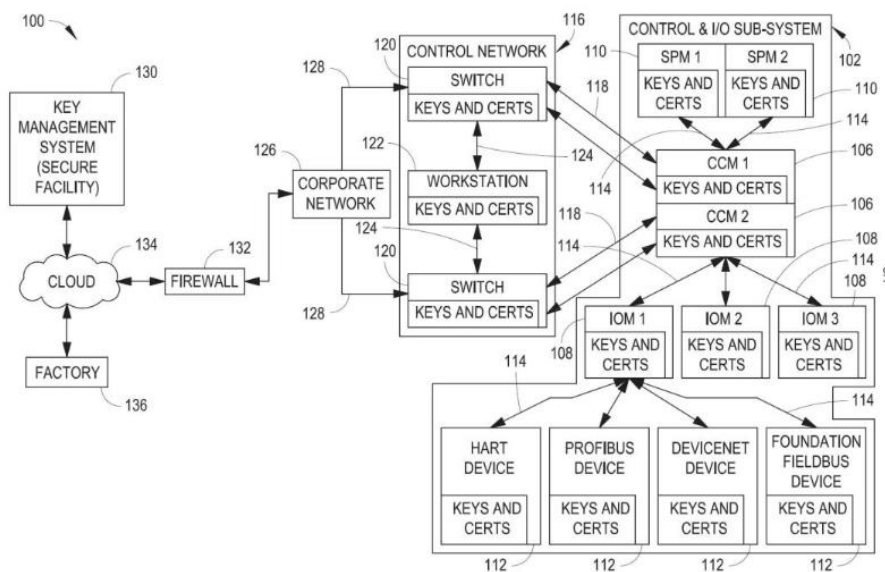 100
130
KEY
MANAGEMENT
SYSTEM
(SECURE
FACILITY)
134
CLOUD
132
FIREWALL
FACTORY
136
126
CORPORATE
NETWORK
128
128
116
CONTROL NETWORK
120
SWITCH
KEYS AND CERTS
124
122
WORKSTATION
KEYS AND CERTS
124
120
SWITCH
KEYS AND CERTS
118
118
CONTROL & I/O SUB-SYSTEM
102
110
SPM 1
KEYS AND
CERTS
SPM 2
KEYS AND
CERTS
110
114
114
CCM 1
KEYS AND CERTS
106
CCM 2
KEYS AND CERTS
106
114
108
114
108
IOM 1
KEYS AND
CERTS
108
IOM 2
KEYS AND
CERTS
IOM 3
KEYS AND
CERTS
114
114
HART
DEVICE
KEYS AND
CERTS
112
PROFIBUS
DEVICE
KEYS AND
CERTS
112
DEVICENET
DEVICE
KEYS AND
CERTS
112
FOUNDATION
FIELDBUS
DEVICE
KEYS AND
CERTS
112